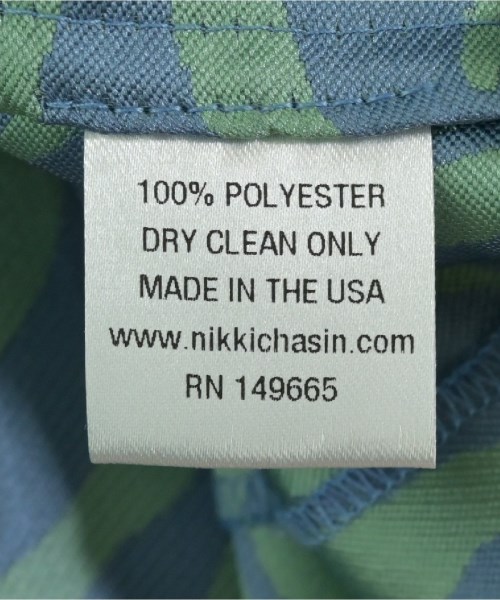 100% POLYESTER
DRY CLEAN ONLY
MADE IN THE USA
www.nikkichasin.com
RN 149665